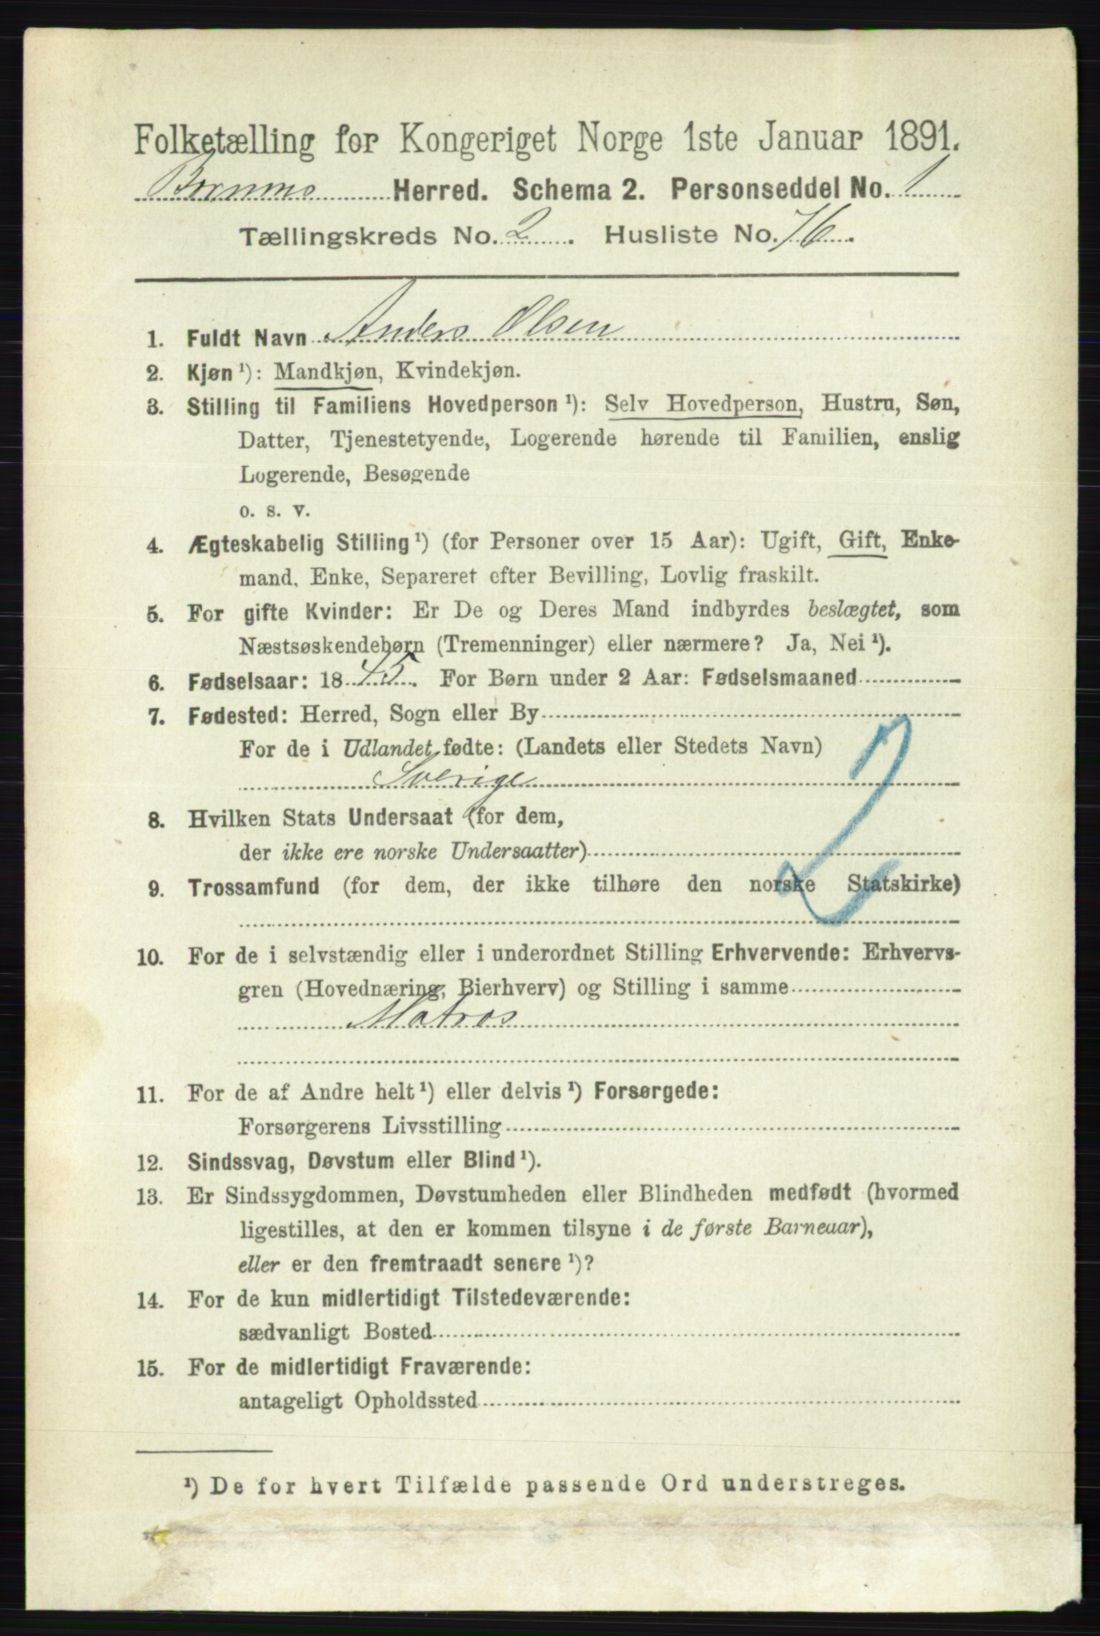 Folketælling for Kongeriget Norge 1ste Januar 1891.
Herred. Schema 2. Personseddel No. 1
Tællingskreds No. 2. Husliste No. 76.
1. Fuldt Navn Anders Olsen
2. Kjøn ¹): Mandkjøn, Kvindekjøn.
3. Stilling til Familiens Hovedperson ¹): Selv Hovedperson, Hustru, Søn,
Datter, Tjenestetyende, Logerende hørende til Familien, enslig
Logerende, Besøgende
o. s. v.
4. Ægteskabelig Stilling ¹) (for Personer over 15 Aar): Ugift, Gift, Enke-
mand, Enke, Separeret efter Bevilling, Lovlig fraskilt.
5. For gifte Kvinder: Er De og Deres Mand indbyrdes beslægtet, som
Næstsøskendebørn (Tremenninger) eller nærmere? Ja, Nei ¹).
6. Fødselsaar: 1845. For Børn under 2 Aar: Fødselsmaaned
7. Fødested: Herred, Sogn eller By
For de i Udlandet fødte: (Landets eller Stedets Navn)
Sverige
8. Hvilken Stats Undersaat (for dem,
der ikke ere norske Undersaatter)
2
9. Trossamfund (for dem, der ikke tilhøre den norske Statskirke)
10. For de i selvstændig eller i underordnet Stilling Erhvervende: Erhvervs-
gren (Hovednæring, Bierhverv) og Stilling i samme
Matros
11. For de af Andre helt ¹) eller delvis ¹) Forsørgede:
Forsørgerens Livsstilling
12. Sindssvag, Døvstum eller Blind ¹).
13. Er Sindssygdommen, Døvstumheden eller Blindheden medfødt (hvormed
ligestilles, at den er kommen tilsyne i de første Barneaar),
eller er den fremtraadt senere ¹)?
14. For de kun midlertidigt Tilstedeværende:
sædvanligt Bosted
15. For de midlertidigt Fraværende:
antageligt Opholdssted
¹) De for hvert Tilfælde passende Ord understreges.